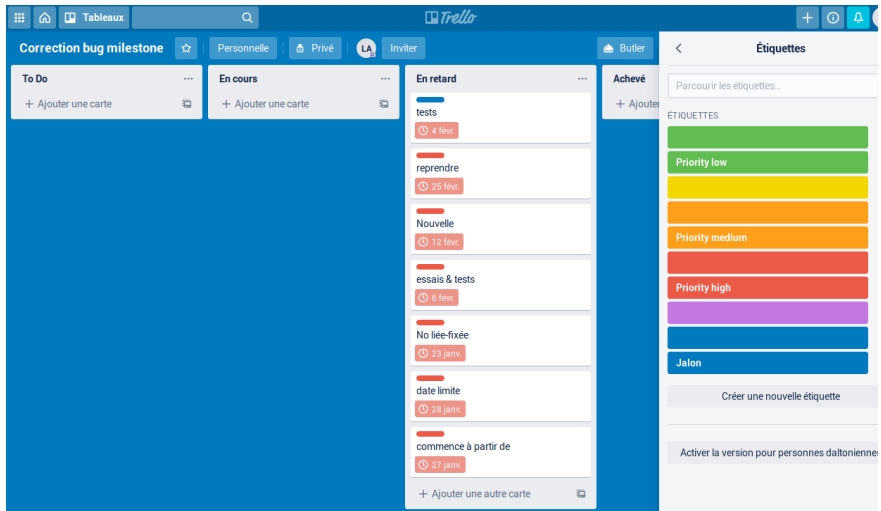 Tableaux
Trello
Correction bug milestone
Personnelle
Privé
LA
Inviter
Butler
To Do
Ajouter une carte
En cours
Ajouter une carte
En retard
tests
4 févr.
reprendre
25 févr.
Nouvelle
12 févr.
essais & tests
6 févr.
No liée-fixée
23 janv.
date limite
28 janv.
commence à partir de
27 janv.
Ajouter une autre carte
Achevé
Ajouter
Étiquettes
Parcourir les étiquettes...
ÉTIQUETTES
Priority low
Priority medium
Priority high
Jalon
Créer une nouvelle étiquette
Activer la version pour personnes daltoniennes